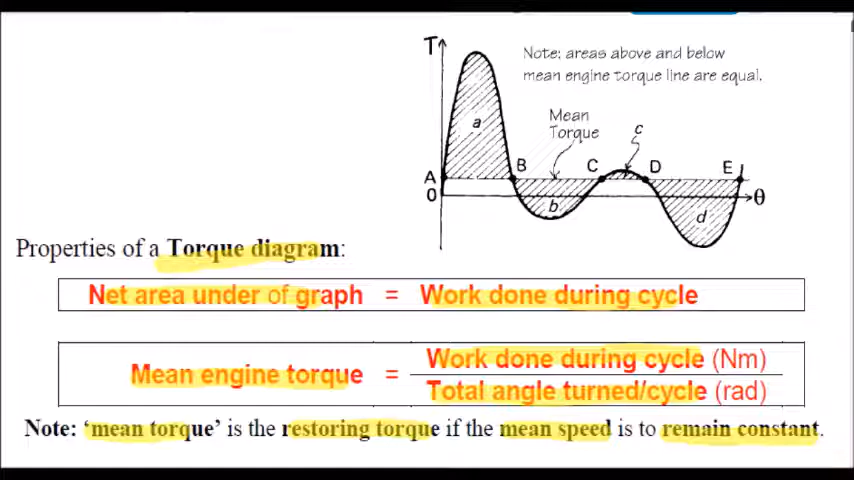 T
Note: areas above and below
mean engine torque line are equal.
Mean
Torque
c
a
A
B
C
D
E
0
θ
b
d
Properties of a Torque diagram:
Net area under of graph = Work done during cycle
Mean engine torque = Work done during cycle (Nm)
Total angle turned/cycle (rad)
Note: ‘mean torque’ is the restoring torque if the mean speed is to remain constant.